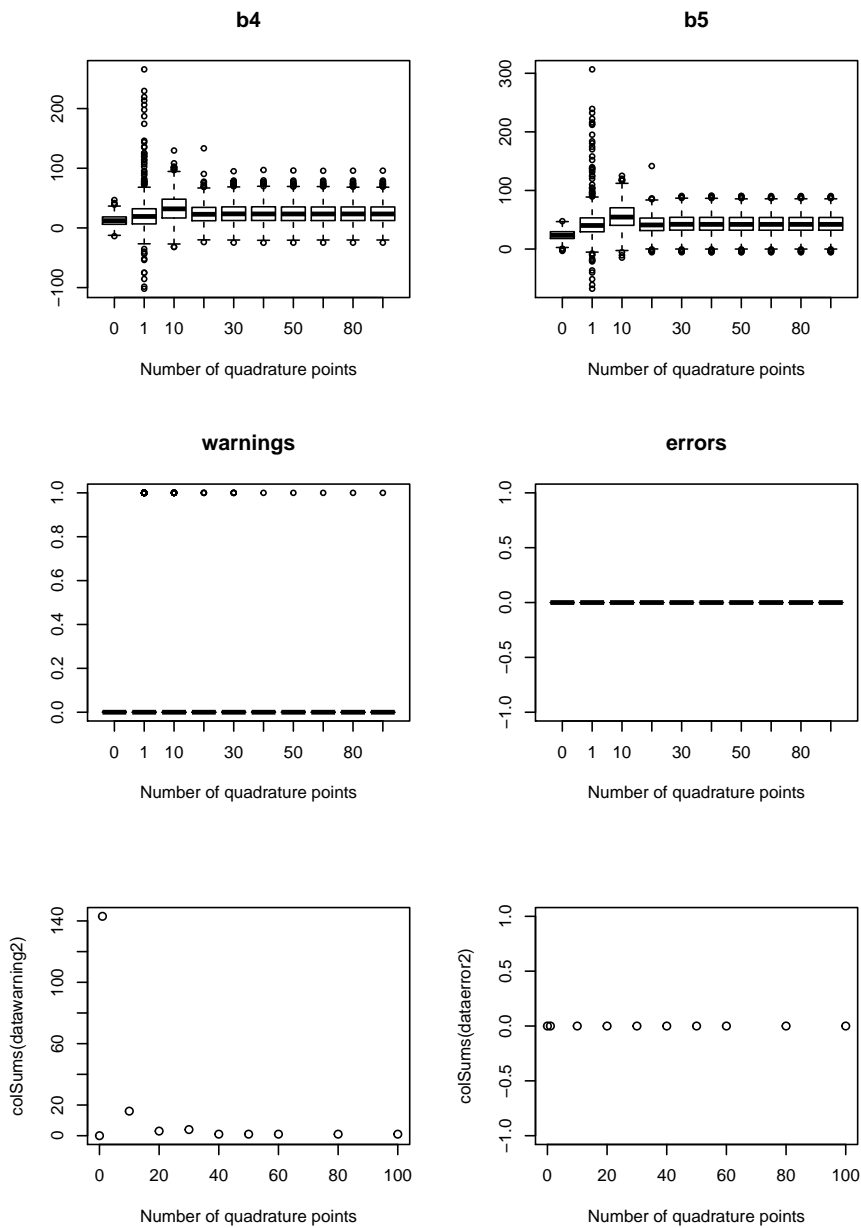 b4
200
100
0
−100
0 1 10 30 50 80
Number of quadrature points
b5
300
200
100
0
0 1 10 30 50 80
Number of quadrature points
warnings
1.0
0.8
0.6
0.4
0.2
0.0
0 1 10 30 50 80
Number of quadrature points
errors
1.0
0.5
0.0
−0.5
−1.0
0 1 10 30 50 80
Number of quadrature points
colSums(datawarning2)
140
100
60
20
0
0 20 40 60 80 100
Number of quadrature points
colSums(dataerror2)
1.0
0.5
0.0
−0.5
−1.0
0 20 40 60 80 100
Number of quadrature points